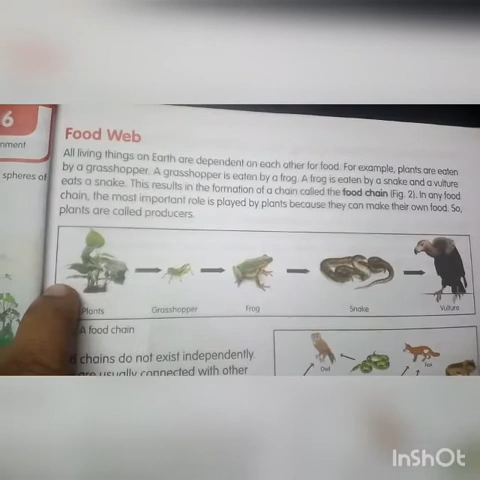 6
nment
spheres of
Food Web
All living things on Earth are dependent on each other for food. For example, plants are eaten
by a grasshopper. A grasshopper is eaten by a frog. A frog is eaten by a snake and a vulture
eats a snake. This results in the formation of a chain called the food chain (Fig. 2). In any food
chain, the most important role is played by plants because they can make their own food. So,
plants are called producers.
Plants Grasshopper Frog Snake Vulture
A food chain
d chains do not exist independently.
are usually connected with other
Owl Fox
InShOt